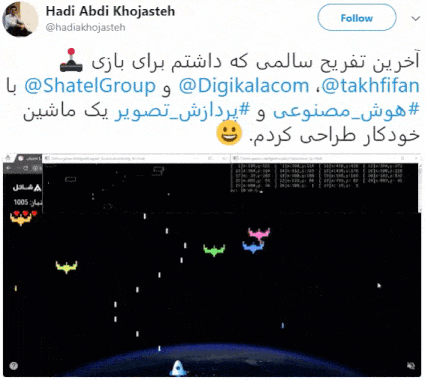 Hadi Abdi Khojasteh
@hadiakhojasteh
Follow
آخرین تفریح سالمی که داشتم برای بازی 🕹
@takhfifan، @Digikalacom و @ShatelGroup با
#هوش_مصنوعی و #پردازش_تصویر یک ماشین
خودکار طراحی کردم. 😀
شاتل
1005